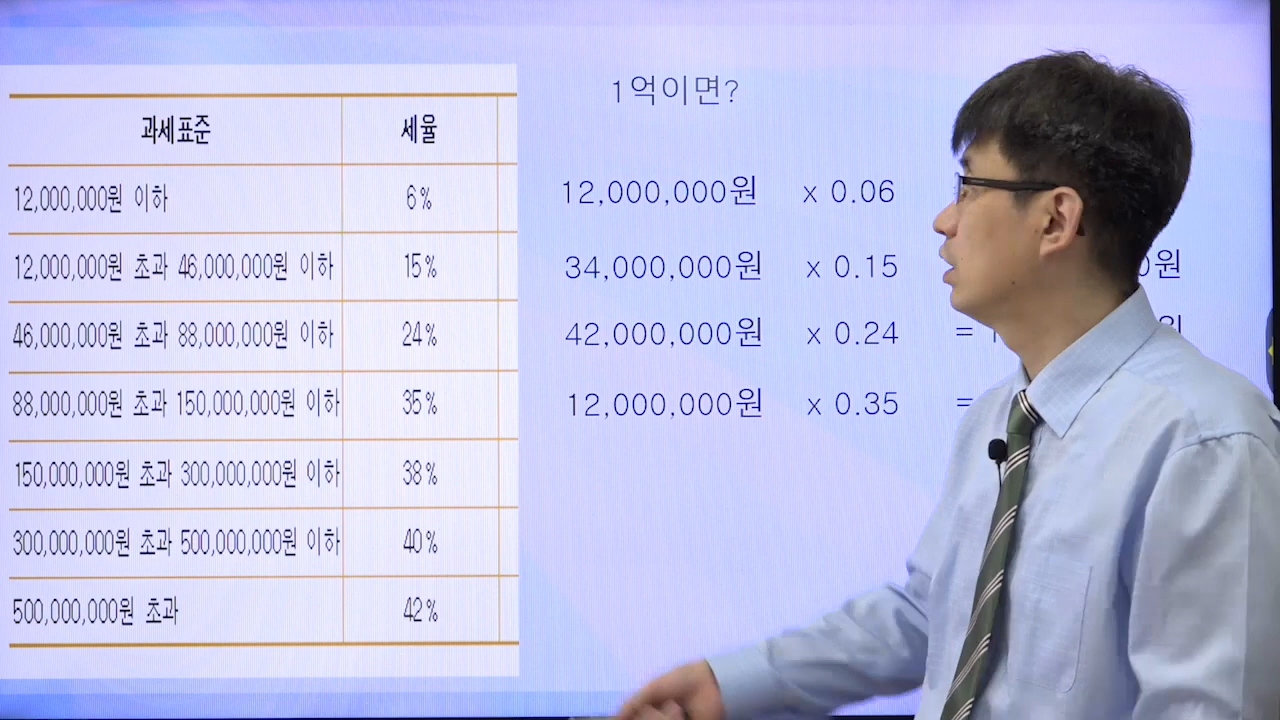 과세표준 세율
12,000,000원 이하 6%
12,000,000원 초과 46,000,000원 이하 15%
46,000,000원 초과 88,000,000원 이하 24%
88,000,000원 초과 150,000,000원 이하 35%
150,000,000원 초과 300,000,000원 이하 38%
300,000,000원 초과 500,000,000원 이하 40%
500,000,000원 초과 42%
1억이면?
12,000,000원 x 0.06
34,000,000원 x 0.15 0원
42,000,000원 x 0.24 = 1 원
12,000,000원 x 0.35 =